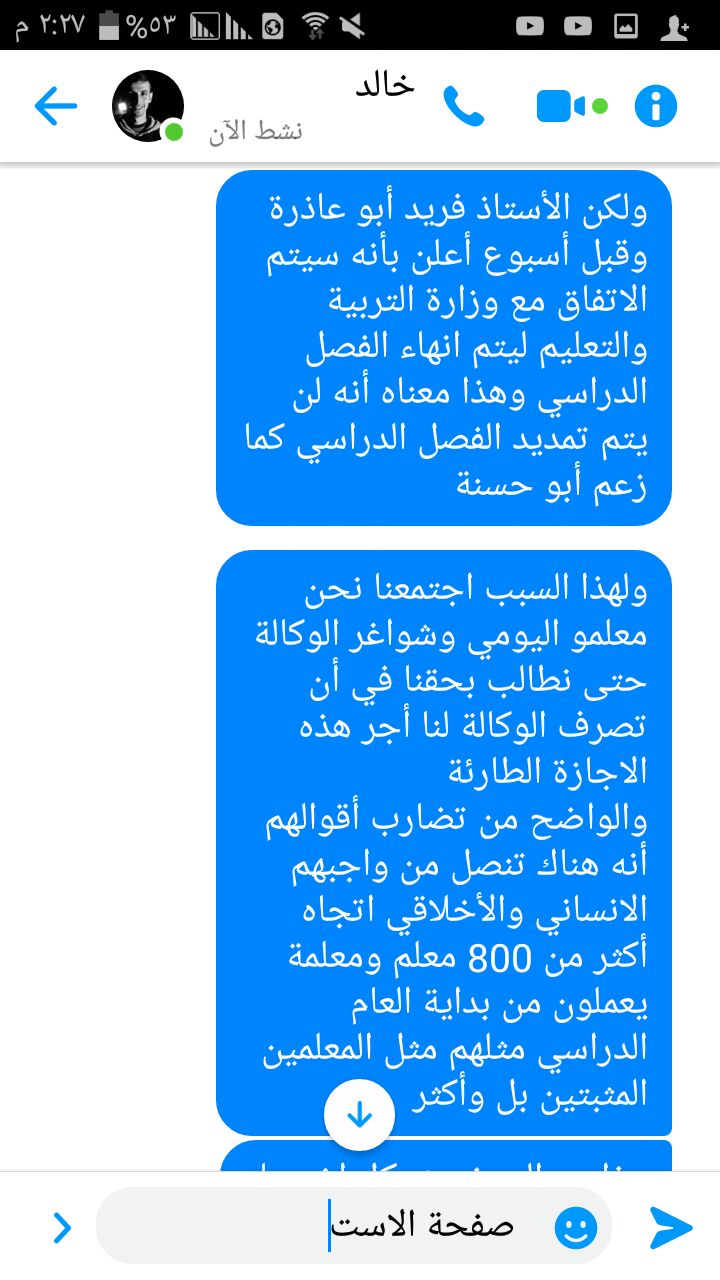 ٢:٢٧ م
%٥٣
خالد
نشط الآن
ولكن الأستاذ فريد أبو عاذرة
وقبل أسبوع أعلن بأنه سيتم
الاتفاق مع وزارة التربية
والتعليم ليتم انهاء الفصل
الدراسي وهذا معناه أنه لن
يتم تمديد الفصل الدراسي كما
زعم أبو حسنة
ولهذا السبب اجتمعنا نحن
معلمو اليومي وشواغر الوكالة
حتى نطالب بحقنا في أن
تصرف الوكالة لنا أجر هذه
الاجازة الطارئة
والواضح من تضارب أقوالهم
أنه هناك تنصل من واجبهم
الانساني والأخلاقي اتجاه
أكثر من 800 معلم ومعلمة
يعملون من بداية العام
الدراسي مثلهم مثل المعلمين
المثبتين بل وأكثر
صفحة الاست